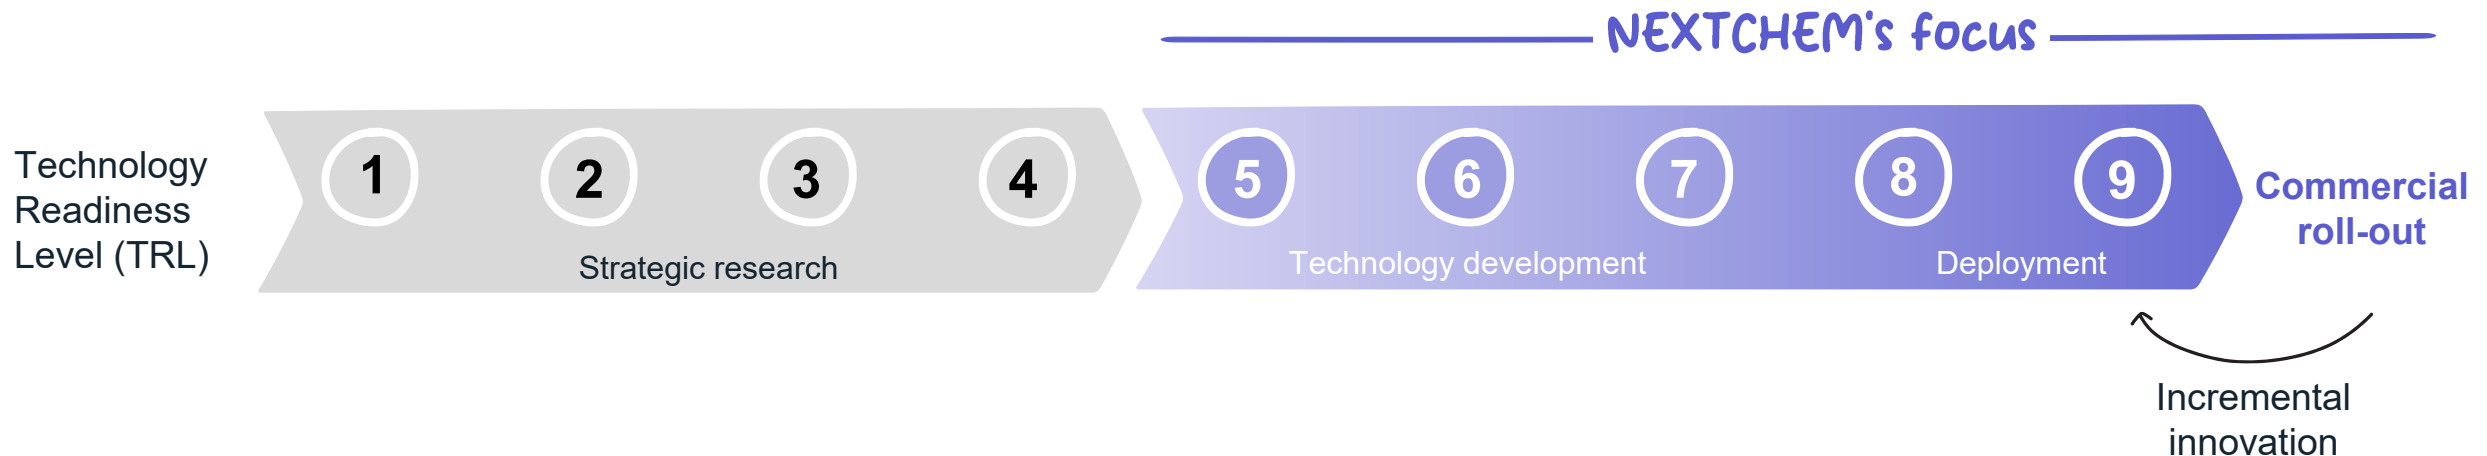 NEXTCHEM's focus
Technology
Readiness
Level (TRL)
1 2 3 4 5 6 7 8 9
Strategic research
Technology development
Deployment
Commercial
roll-out
Incremental
innovation